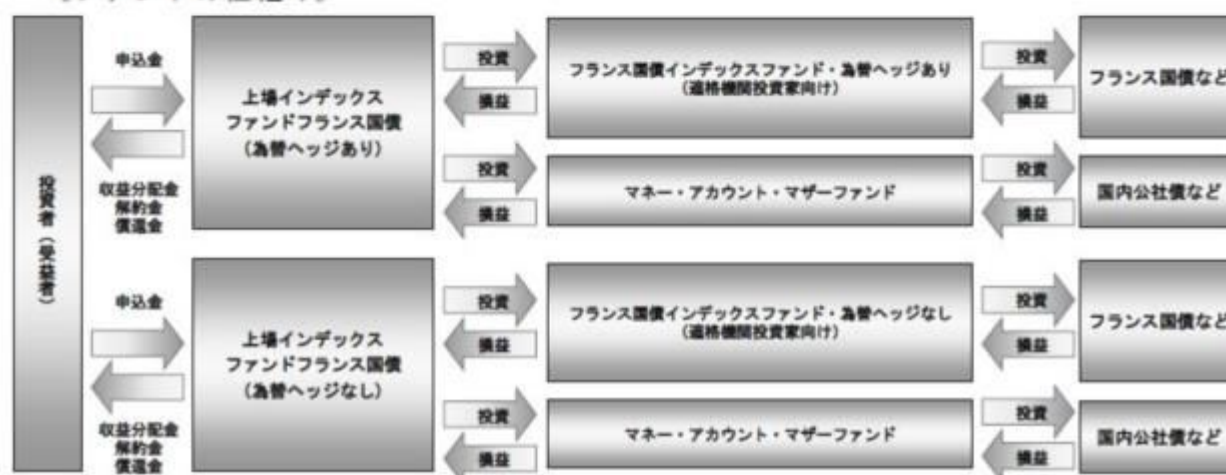 投資者（受益者）
申込金
収益分配金
解約金
償還金
上場インデックス
ファンドフランス国債
（為替ヘッジあり）
投資
損益
フランス国債インデックスファンド・為替ヘッジあり
（適格機関投資家向け）
投資
損益
フランス国債など
投資
損益
マネー・アカウント・マザーファンド
投資
損益
国内公社債など
申込金
収益分配金
解約金
償還金
上場インデックス
ファンドフランス国債
（為替ヘッジなし）
投資
損益
フランス国債インデックスファンド・為替ヘッジなし
（適格機関投資家向け）
投資
損益
フランス国債など
投資
損益
マネー・アカウント・マザーファンド
投資
損益
国内公社債など